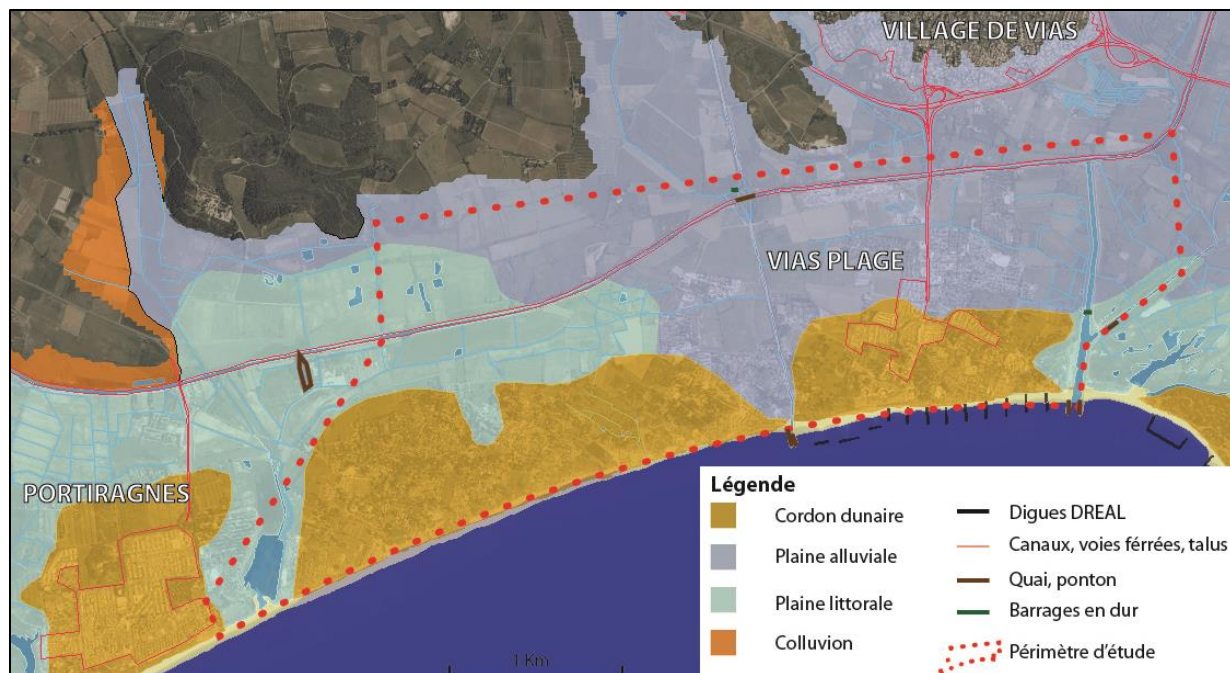 VILLAGE DE VIAS
VIAS PLAGE
PORTIRAGNES
1 Km
Légende
Cordon dunaire
Plaine alluviale
Plaine littorale
Colluvion
Digues DREAL
Canaux, voies férrées, talus
Quai, ponton
Barrages en dur
Périmètre d'étude